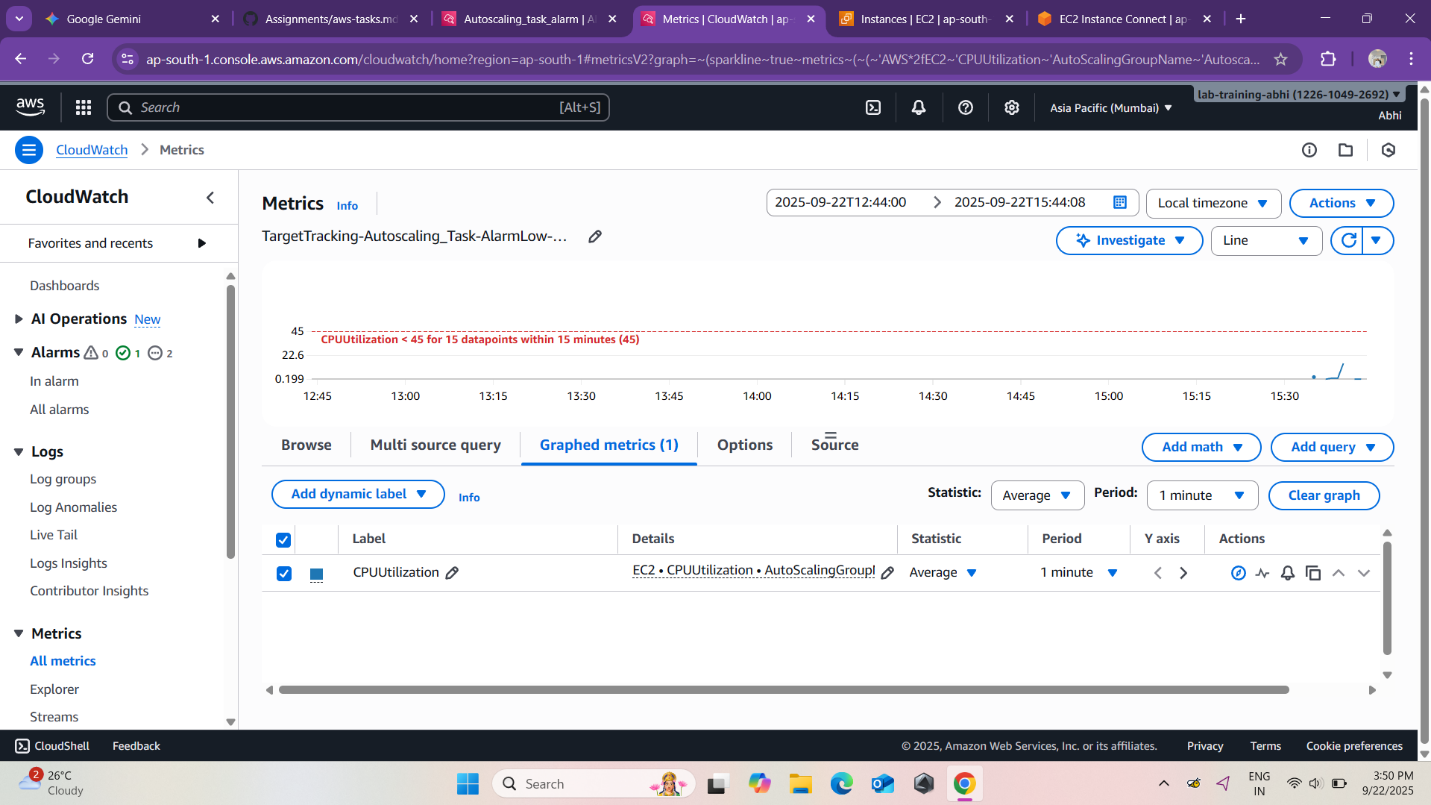 Google Gemini
Assignments/aws-tasks.md
Autoscaling_task_alarm | A
Metrics | CloudWatch | ap-
Instances | EC2 | ap-south-
EC2 Instance Connect | ap
ap-south-1.console.aws.amazon.com/cloudwatch/home?region=ap-south-1#metricsV2?graph=~(sparkline~true~metrics~(~(~'AWS*2fEC2~'CPUUtilization~'AutoScalingGroupName~'Autosca...
aws
Search [Alt+S]
Asia Pacific (Mumbai)
lab-training-abhi (1226-1049-2692)
Abhi
CloudWatch
Metrics
CloudWatch
Favorites and recents
Dashboards
AI Operations New
Alarms 0 1 2
In alarm
All alarms
Logs
Log groups
Log Anomalies
Live Tail
Logs Insights
Contributor Insights
Metrics
All metrics
Explorer
Streams
Metrics Info
2025-09-22T12:44:00 2025-09-22T15:44:08
Local timezone
Actions
TargetTracking-Autoscaling_Task-AlarmLow-...
Investigate
Line
45
CPUUtilization < 45 for 15 datapoints within 15 minutes (45)
22.6
0.199
12:45 13:00 13:15 13:30 13:45 14:00 14:15 14:30 14:45 15:00 15:15 15:30
Browse Multi source query Graphed metrics (1) Options Source
Add math Add query
Add dynamic label Info
Statistic: Average Period: 1 minute Clear graph
Label Details Statistic Period Y axis Actions
CPUUtilization EC2 • CPUUtilization • AutoScalingGroupI Average 1 minute
CloudShell Feedback
© 2025, Amazon Web Services, Inc. or its affiliates. Privacy Terms Cookie preferences
2
26°C
Cloudy
Search
ENG
IN
3:50 PM
9/22/2025